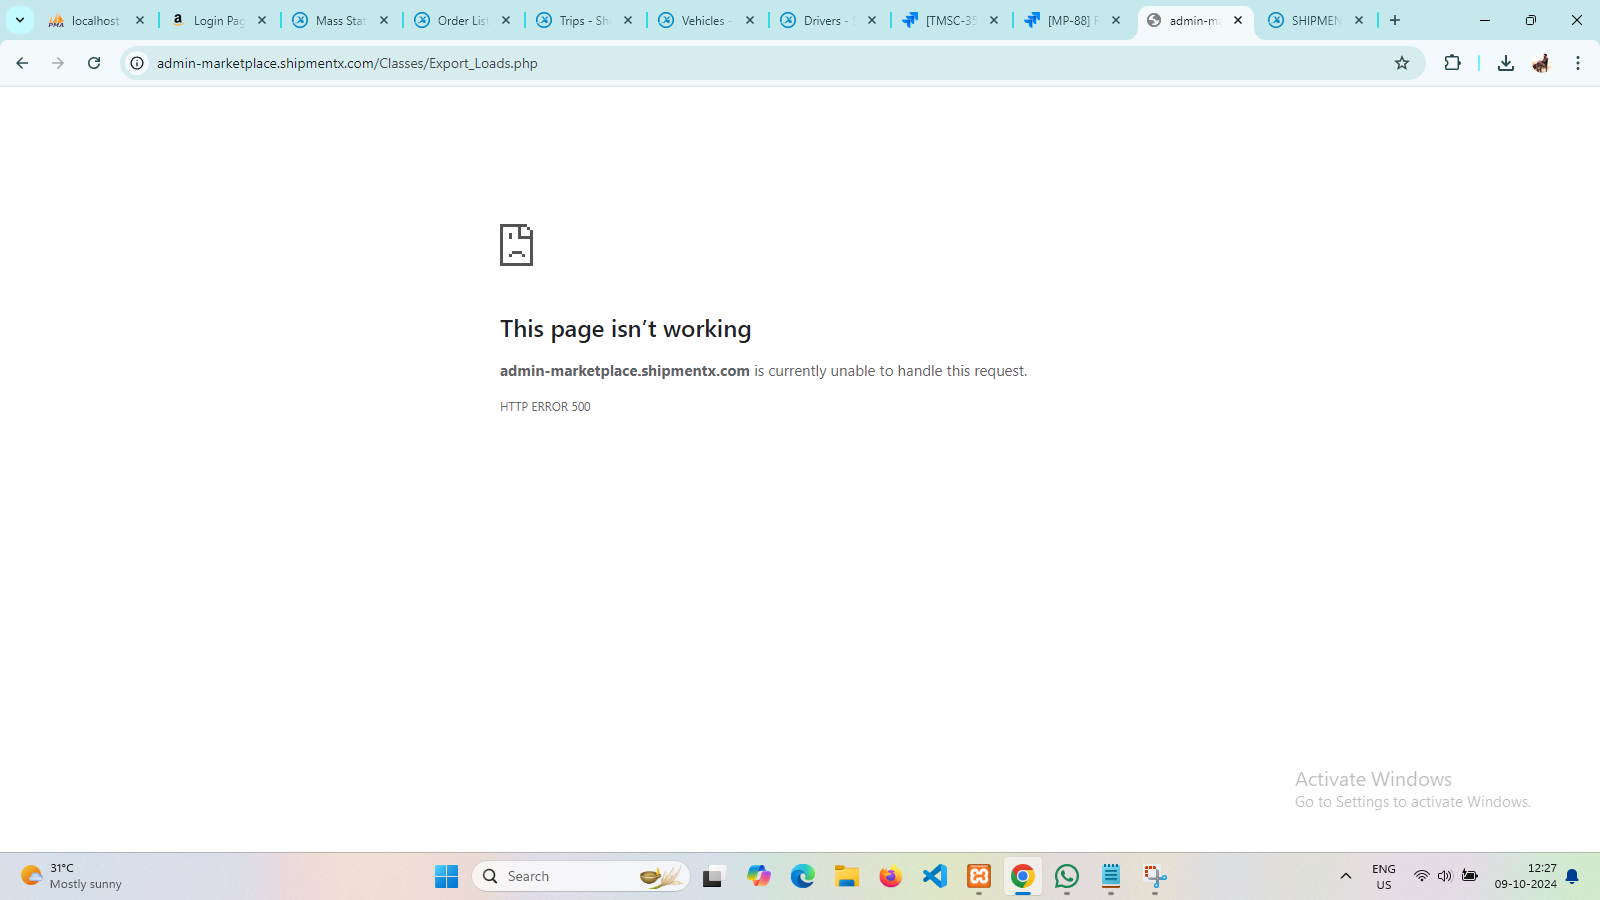 localhost
Login Pag
Mass Stat
Order List
Trips - Shi
Vehicles -
Drivers - S
[TMSC-35
[MP-88] F
admin-ma
SHIPMEN
admin-marketplace.shipmentx.com/Classes/Export_Loads.php
This page isn't working
admin-marketplace.shipmentx.com is currently unable to handle this request.
HTTP ERROR 500
Activate Windows
Go to Settings to activate Windows.
31°C
Mostly sunny
Search
ENG
US
12:27
09-10-2024